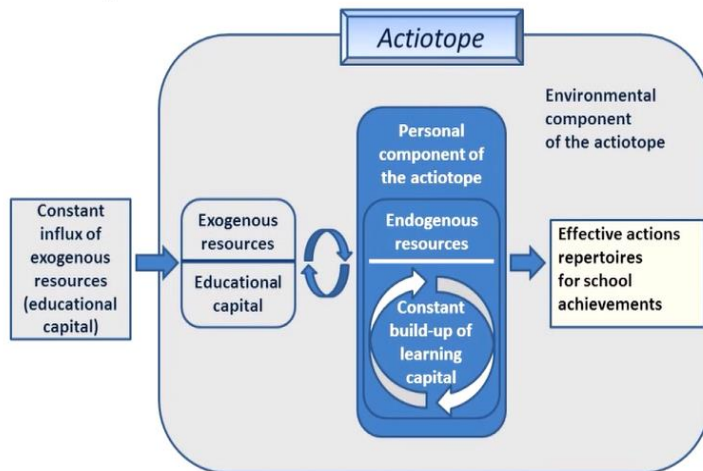 Actiotope
Environmental
component
of the actiotope
Constant
influx of
exogenous
resources
(educational
capital)
Exogenous
resources
Educational
capital
Personal
component of
the actiotope
Endogenous
resources
Constant
build-up of
learning
capital
Effective actions
repertoires
for school
achievements